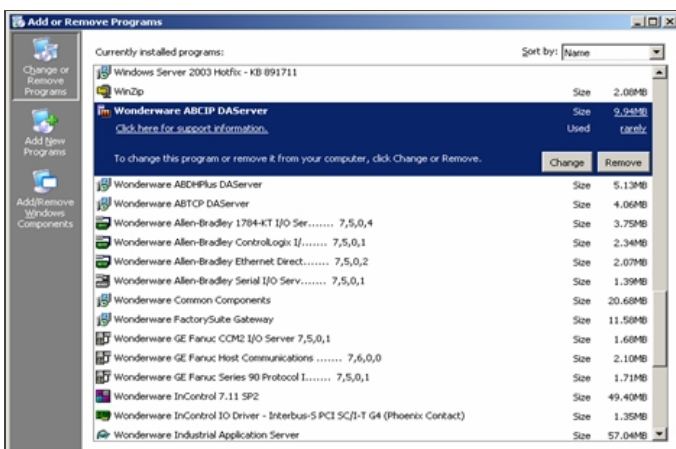 Add or Remove Programs
Change or
Remove
Programs
Add New
Programs
Add/Remove
Windows
Components
Currently installed programs:
Sort by: Name
Windows Server 2003 Hotfix - KB 891711
WinZip Size 2.08MB
Wonderware ABCIP DAServer Size 9.94MB
Click here for support information. Used rarely
To change this program or remove it from your computer, click Change or Remove. Change Remove
Wonderware ABDHPlus DAServer Size 5.13MB
Wonderware ABTCP DAServer Size 4.06MB
Wonderware Allen-Bradley 1784-KT I/O Ser....... 7,5,0,4 Size 3.75MB
Wonderware Allen-Bradley ControlLogix I/....... 7,5,0,1 Size 2.34MB
Wonderware Allen-Bradley Ethernet Direct....... 7,5,0,2 Size 2.07MB
Wonderware Allen-Bradley Serial I/O Serv....... 7,5,0,1 Size 1.39MB
Wonderware Common Components Size 20.68MB
Wonderware FactorySuite Gateway Size 11.58MB
Wonderware GE Fanuc CCM2 I/O Server 7,5,0,1 Size 1.68MB
Wonderware GE Fanuc Host Communications ....... 7,6,0,0 Size 2.10MB
Wonderware GE Fanuc Series 90 Protocol I....... 7,5,0,1 Size 1.71MB
Wonderware InControl 7.11 SP2 Size 49.40MB
Wonderware InControl IO Driver - Interbus-S PCI SC/I-T G4 (Phoenix Contact) Size 1.35MB
Wonderware Industrial Application Server Size 57.04MB